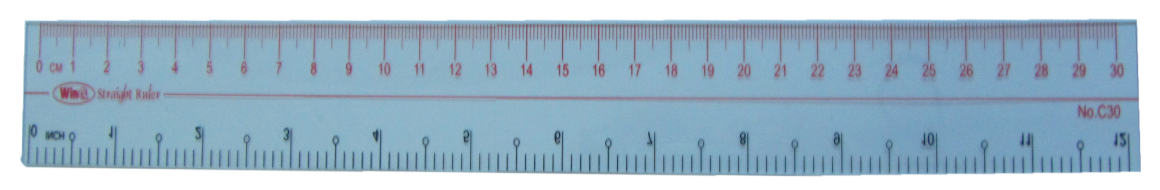 0 CM 1 2 3 4 5 6 7 8 9 10 11 12 13 14 15 16 17 18 19 20 21 22 23 24 25 26 27 28 29 30
Straight Ruler
No.C30
0 INCH 1 2 3 4 5 6 7 8 9 10 11 12